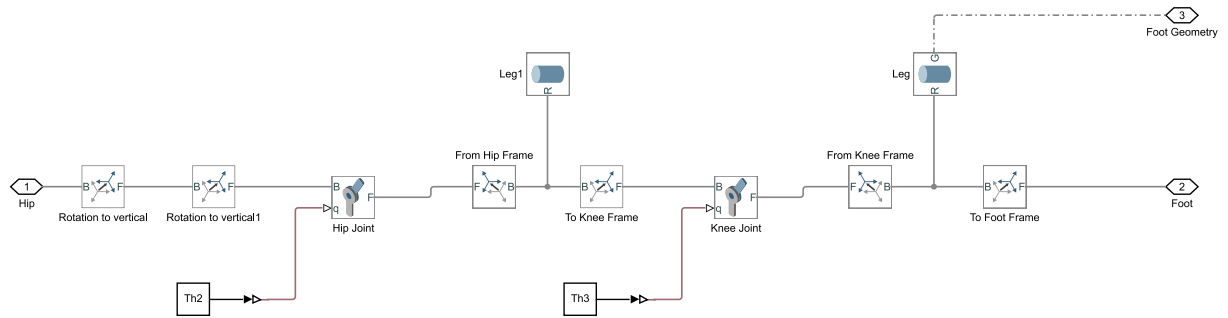 3
Foot Geometry
G
Leg1
R
Leg
R
From Hip Frame
From Knee Frame
1
Hip
B F
Rotation to vertical
B F
Rotation to vertical1
B
F
q
Hip Joint
F B
B F
To Knee Frame
B
F
q
Knee Joint
F B
B F
To Foot Frame
2
Foot
Th2
Th3